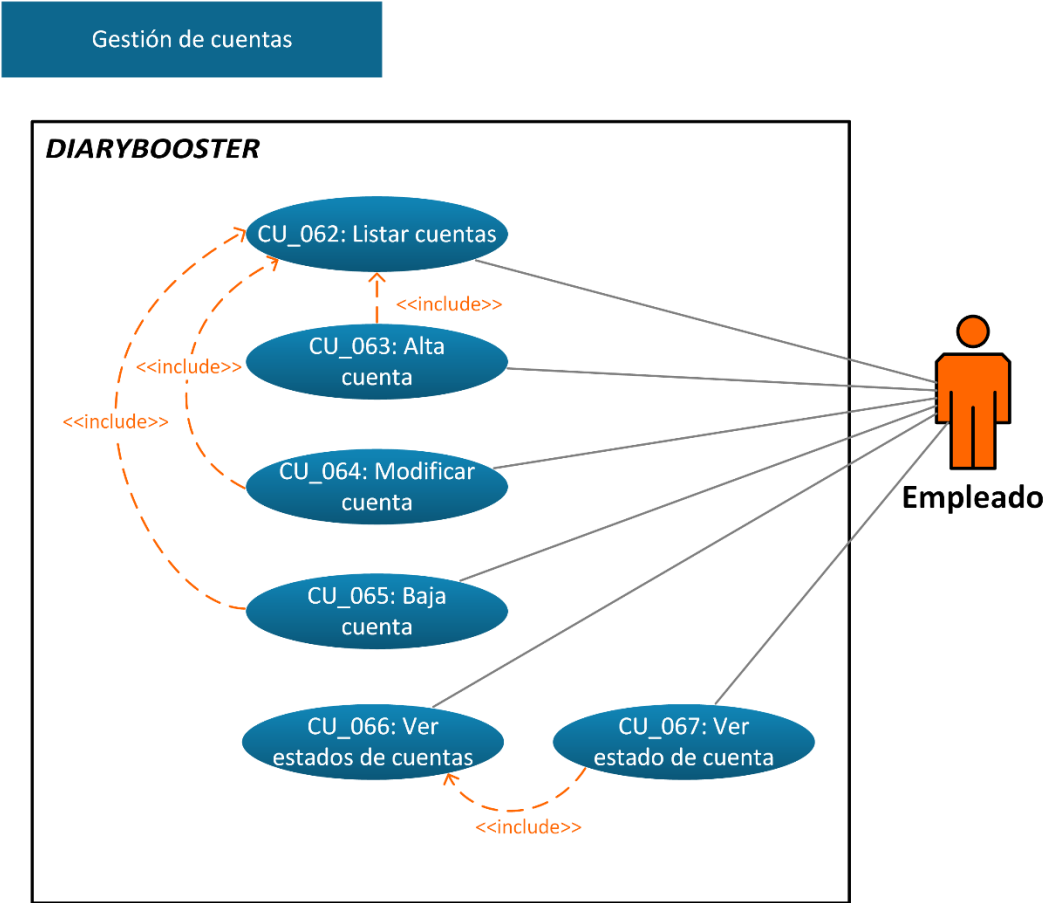 Gestión de cuentas
DIARYBOOSTER
CU_062: Listar cuentas
<<include>>
CU_063: Alta
cuenta
<<include>>
<<include>>
CU_064: Modificar
cuenta
Empleado
CU_065: Baja
cuenta
CU_066: Ver
estados de cuentas
CU_067: Ver
estado de cuenta
<<include>>